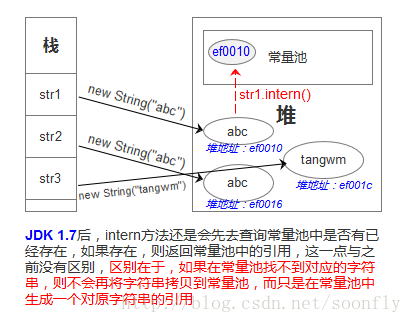 栈
str1
str2
str3
new String("abc")
new String("abc")
new String("tangwm")
ef0010
常量池
str1.intern()
堆
abc
堆地址：ef0010
tangwm
堆地址：ef001c
abc
堆地址：ef0016
JDK 1.7后，intern方法还是会先去查询常量池中是否有已
经存在，如果存在，则返回常量池中的引用，这一点与之
前没有区别，区别在于，如果在常量池找不到对应的字符
串，则不会再将字符串拷贝到常量池，而只是在常量池中
生成一个对原字符串的引用
http://blog.csdn.net/soonfly